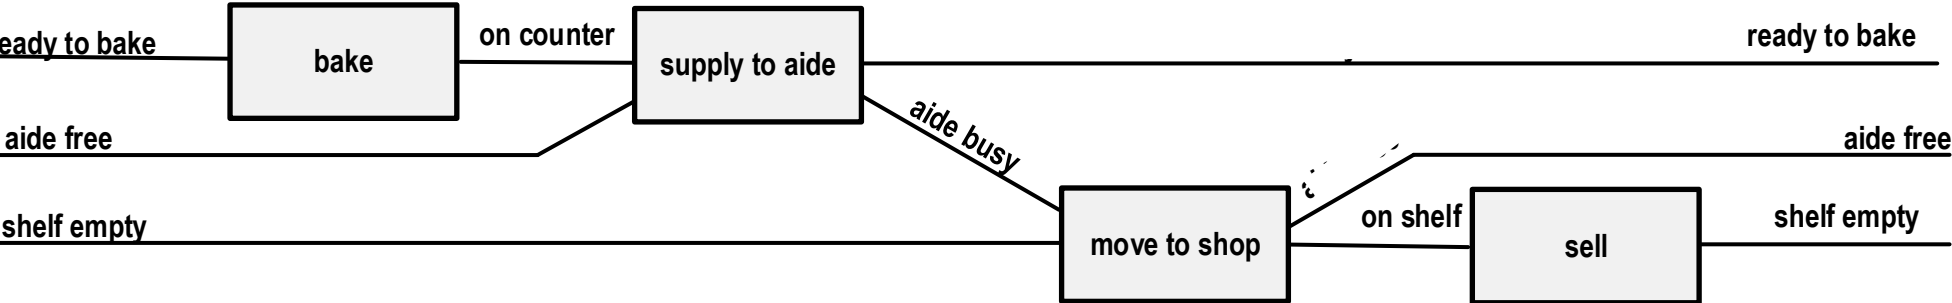 eady to bake
bake
on counter
supply to aide
ready to bake
aide free
aide busy
aide free
shelf empty
move to shop
on shelf
sell
shelf empty